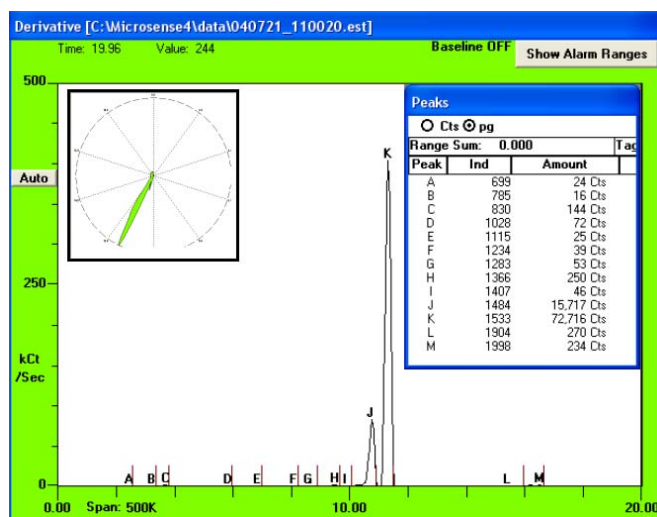 Derivative [C:\Microsense4\data\040721_110020.est]
Time: 19.96 Value: 244 Baseline OFF Show Alarm Ranges
500
Auto
250
kCt
/Sec
0
0.00 Span: 500K 10.00 20.00
A B C D E F G H I J K L M
Peaks
Cts pg
Range Sum: 0.000 Tag
Peak Ind Amount
A 699 24 Cts
B 785 16 Cts
C 830 144 Cts
D 1028 72 Cts
E 1115 25 Cts
F 1234 39 Cts
G 1283 53 Cts
H 1366 250 Cts
I 1407 46 Cts
J 1484 15,717 Cts
K 1533 72,716 Cts
L 1904 270 Cts
M 1998 234 Cts